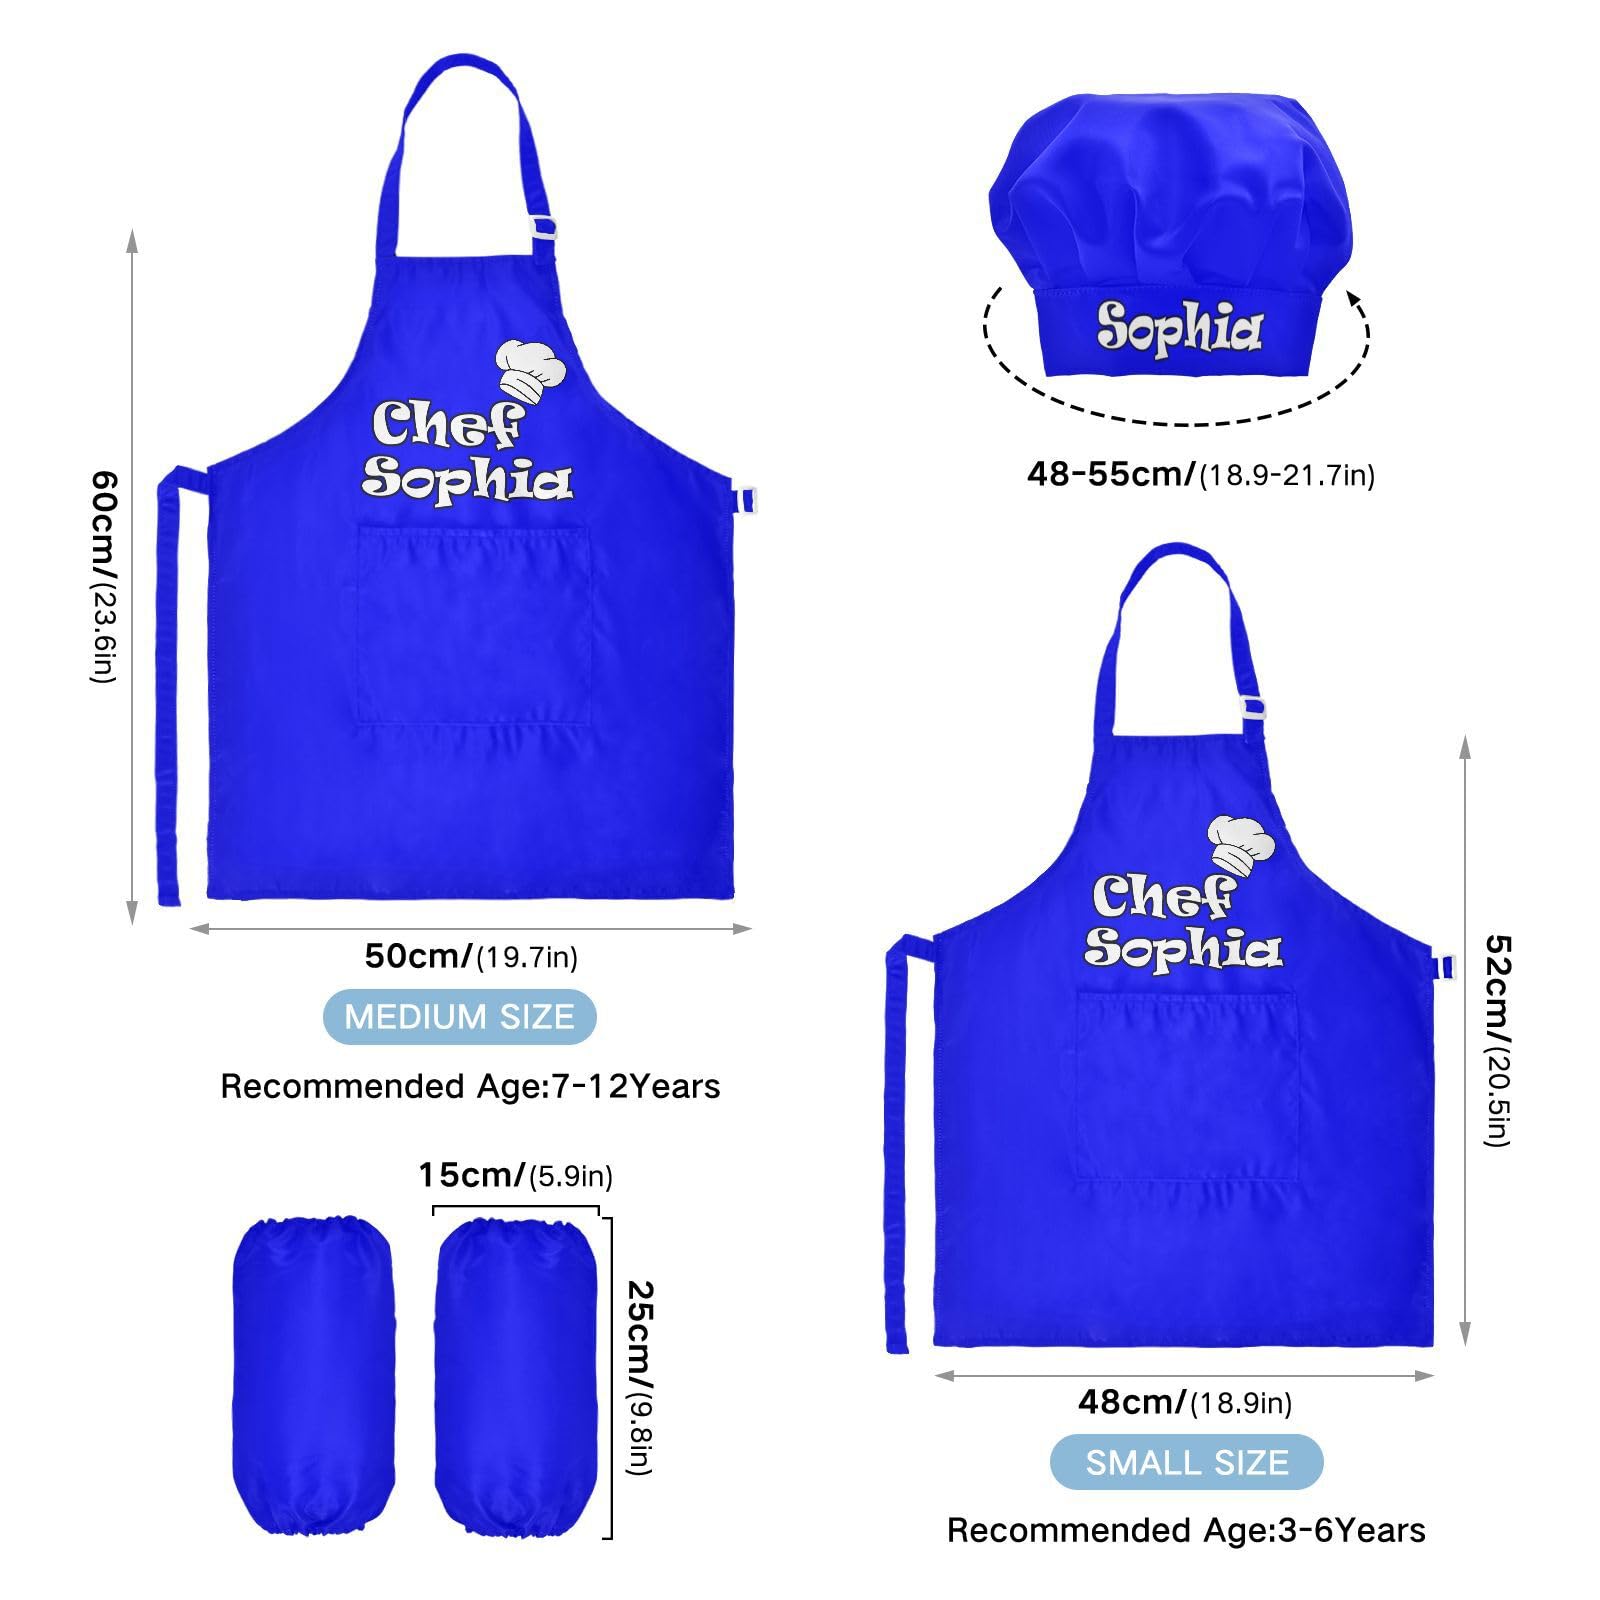 60cm/(23.6in)
Chef
Sophia
50cm/(19.7in)
MEDIUM SIZE
Recommended Age:7-12Years
Sophia
48-55cm/(18.9-21.7in)
Chef
Sophia
52cm/(20.5in)
48cm/(18.9in)
SMALL SIZE
Recommended Age:3-6Years
15cm/(5.9in)
25cm/(9.8in)